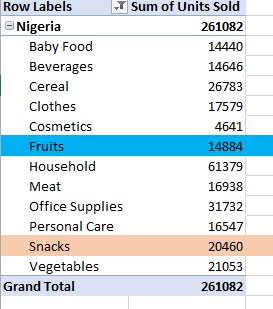 Row Labels Sum of Units Sold
Nigeria 261082
Baby Food 14440
Beverages 14646
Cereal 26783
Clothes 17579
Cosmetics 4641
Fruits 14884
Household 61379
Meat 16938
Office Supplies 31732
Personal Care 16547
Snacks 20460
Vegetables 21053
Grand Total 261082